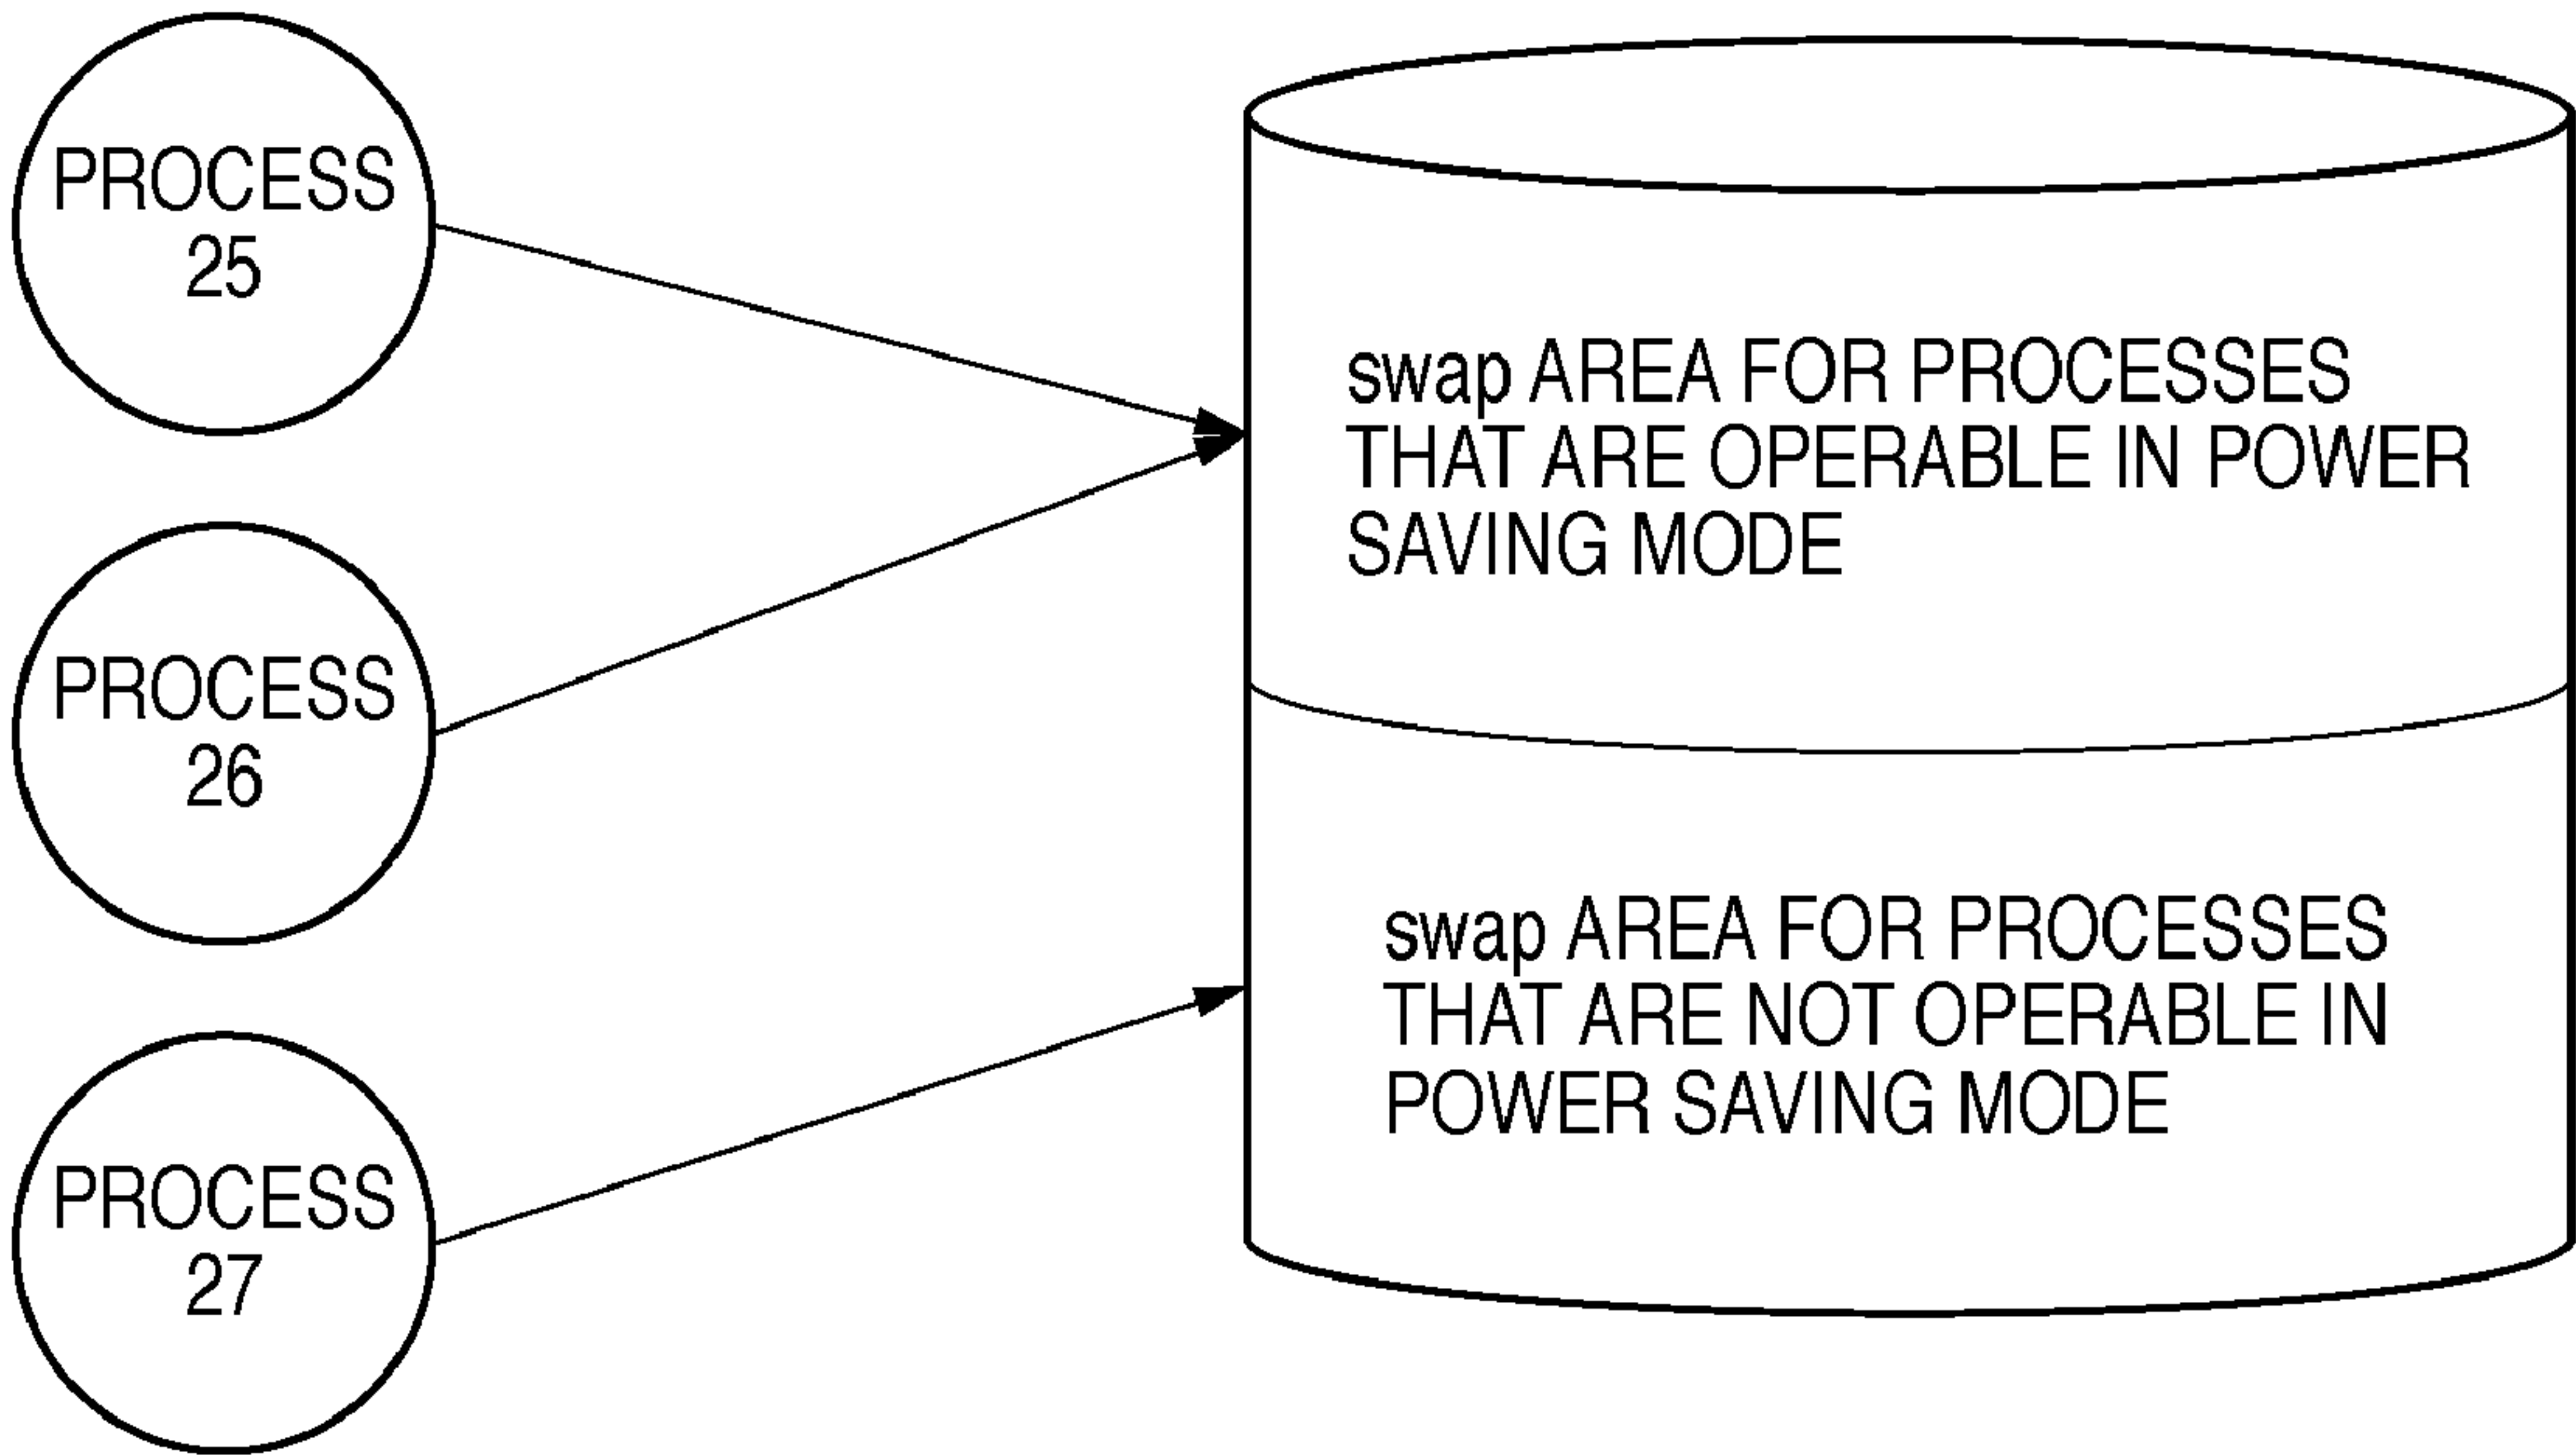 PROCESS
25
PROCESS
26
PROCESS
27
swap AREA FOR PROCESSES
THAT ARE OPERABLE IN POWER
SAVING MODE
swap AREA FOR PROCESSES
THAT ARE NOT OPERABLE IN
POWER SAVING MODE